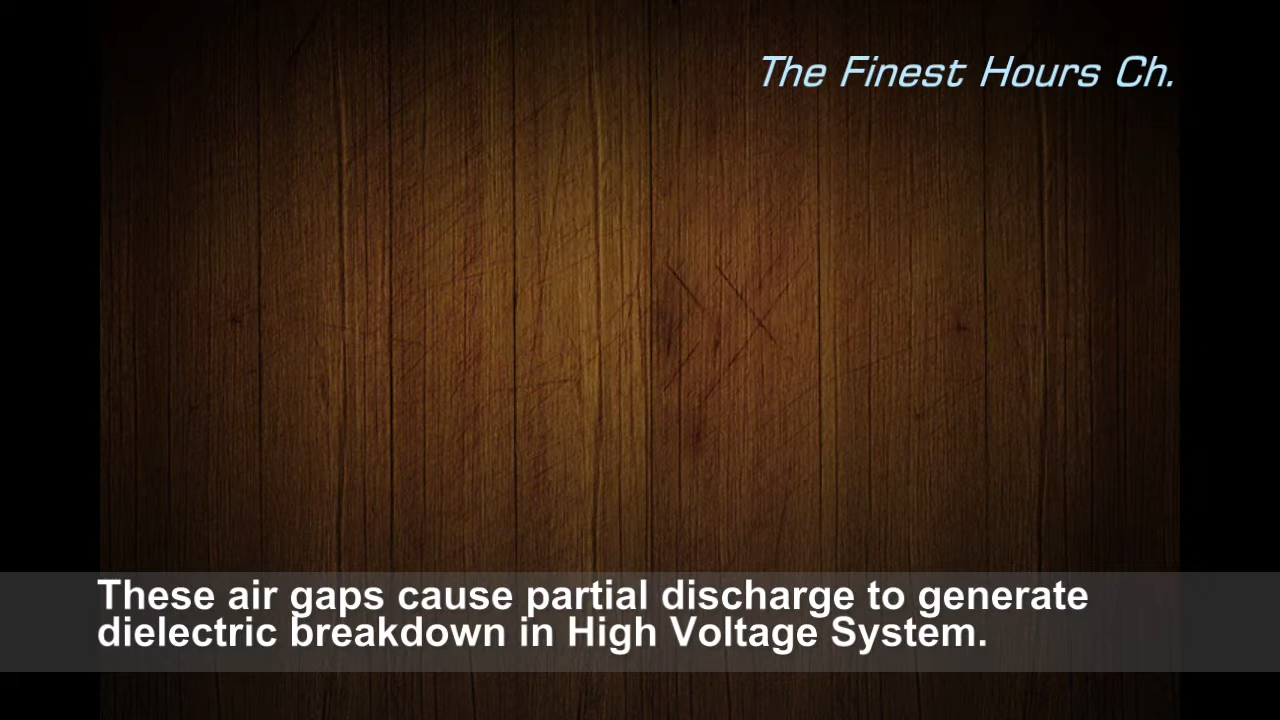 The Finest Hours Ch.
These air gaps cause partial discharge to generate
dielectric breakdown in High Voltage System.